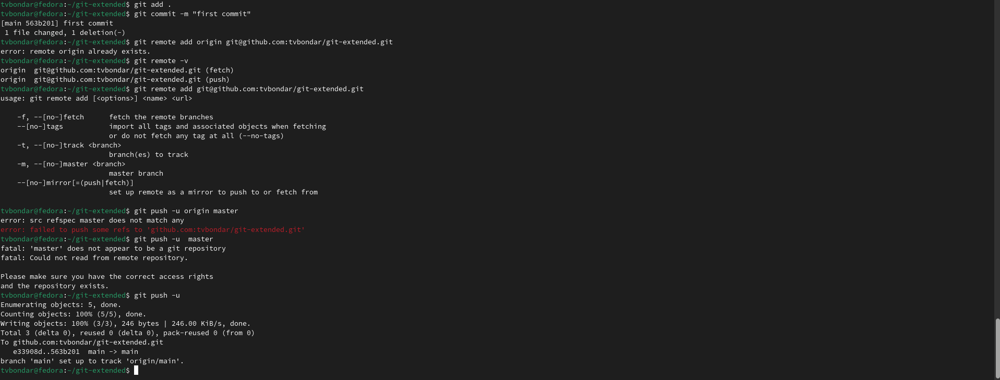 tvbondar@fedora:~/git-extended$ git add .
tvbondar@fedora:~/git-extended$ git commit -m "first commit"
[main 563b201] first commit
 1 file changed, 1 deletion(-)
tvbondar@fedora:~/git-extended$ git remote add origin git@github.com:tvbondar/git-extended.git
error: remote origin already exists.
tvbondar@fedora:~/git-extended$ git remote -v
origin  git@github.com:tvbondar/git-extended.git (fetch)
origin  git@github.com:tvbondar/git-extended.git (push)
tvbondar@fedora:~/git-extended$ git remote add git@github.com:tvbondar/git-extended.git
usage: git remote add [<options>] <name> <url>

    -f, --[no-]fetch      fetch the remote branches
    --[no-]tags           import all tags and associated objects when fetching
                          or do not fetch any tag at all (--no-tags)
    -t, --[no-]track <branch>
                          branch(es) to track
    -m, --[no-]master <branch>
                          master branch
    --[no-]mirror[=(push|fetch)]
                          set up remote as a mirror to push to or fetch from

tvbondar@fedora:~/git-extended$ git push -u origin master
error: src refspec master does not match any
error: failed to push some refs to 'github.com:tvbondar/git-extended.git'
tvbondar@fedora:~/git-extended$ git push -u  master
fatal: 'master' does not appear to be a git repository
fatal: Could not read from remote repository.

Please make sure you have the correct access rights
and the repository exists.
tvbondar@fedora:~/git-extended$ git push -u
Enumerating objects: 5, done.
Counting objects: 100% (5/5), done.
Writing objects: 100% (3/3), 246 bytes | 246.00 KiB/s, done.
Total 3 (delta 0), reused 0 (delta 0), pack-reused 0 (from 0)
To github.com:tvbondar/git-extended.git
   e33908d..563b201  main -> main
branch 'main' set up to track 'origin/main'.
tvbondar@fedora:~/git-extended$